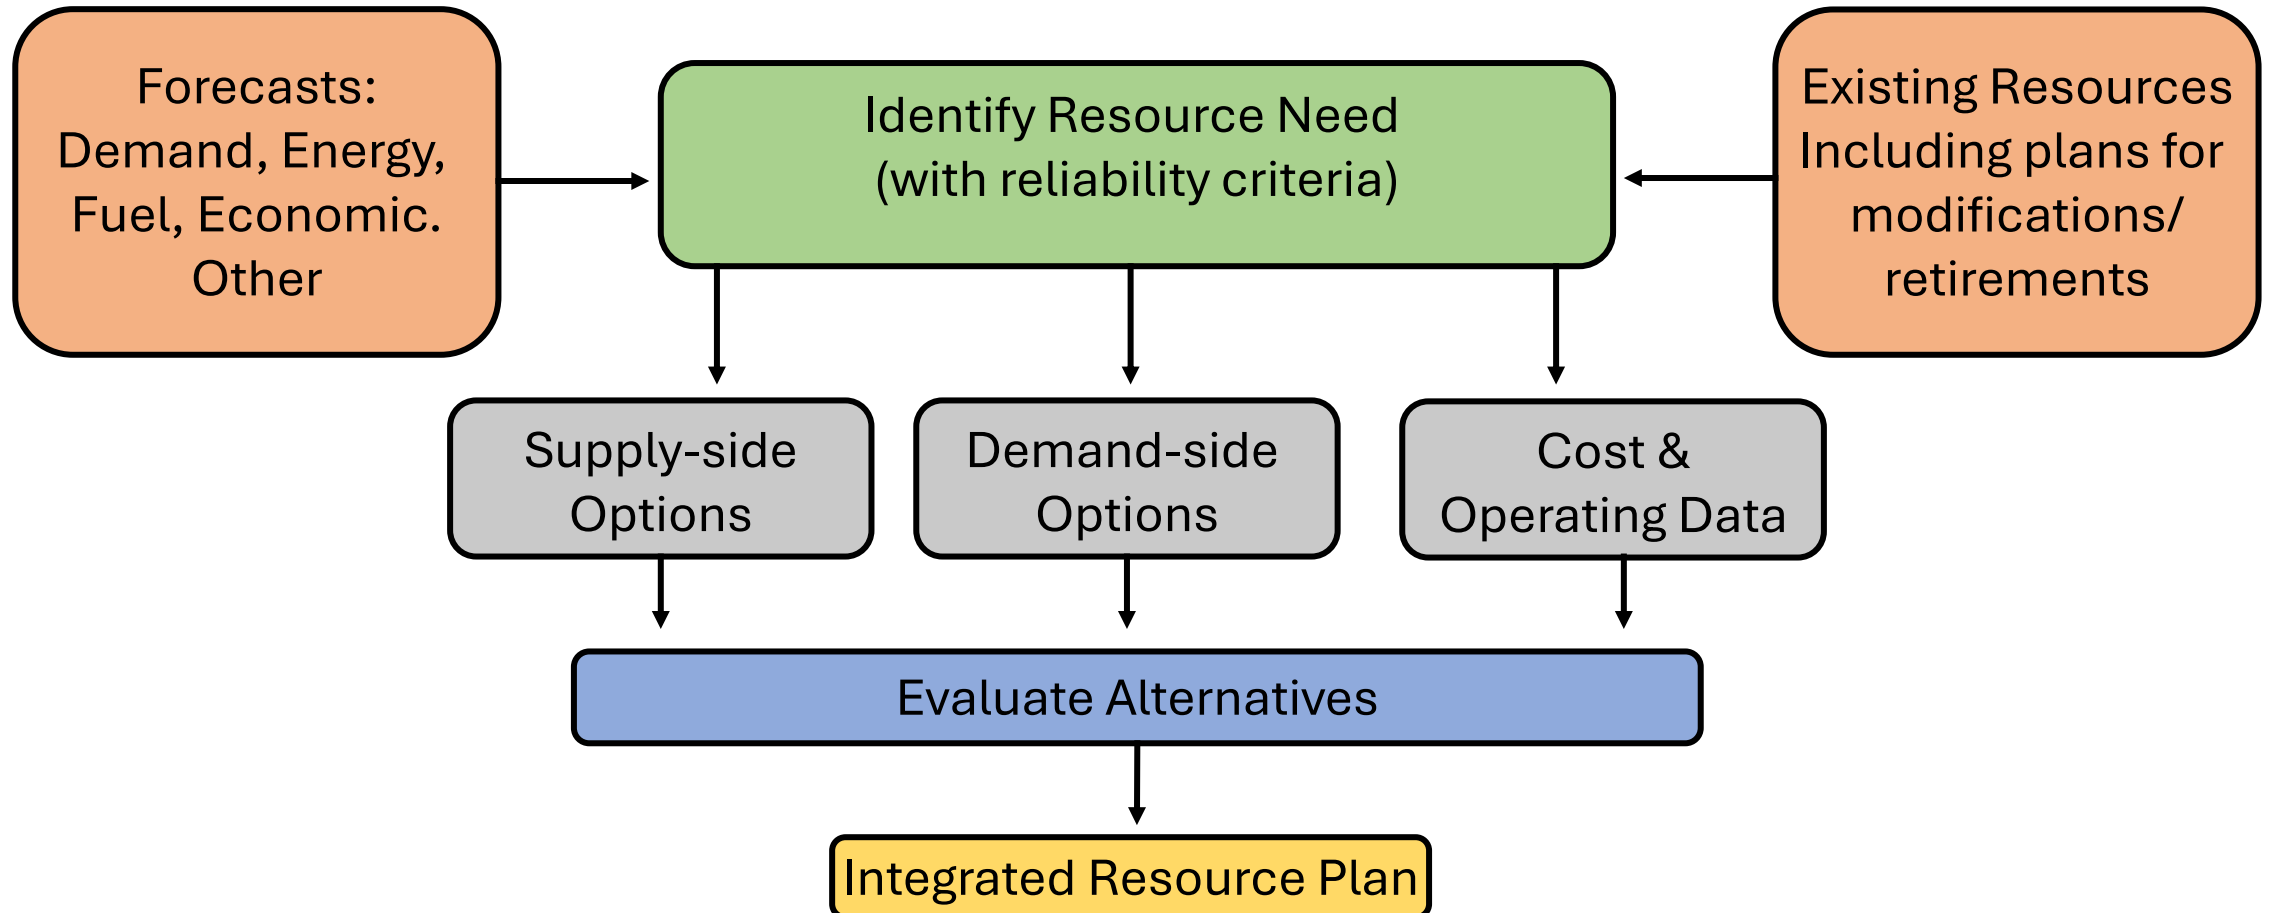 Forecasts:
Demand, Energy,
Fuel, Economic.
Other
Identify Resource Need
(with reliability criteria)
Existing Resources
Including plans for
modifications/
retirements
Supply-side
Options
Demand-side
Options
Cost &
Operating Data
Evaluate Alternatives
Integrated Resource Plan